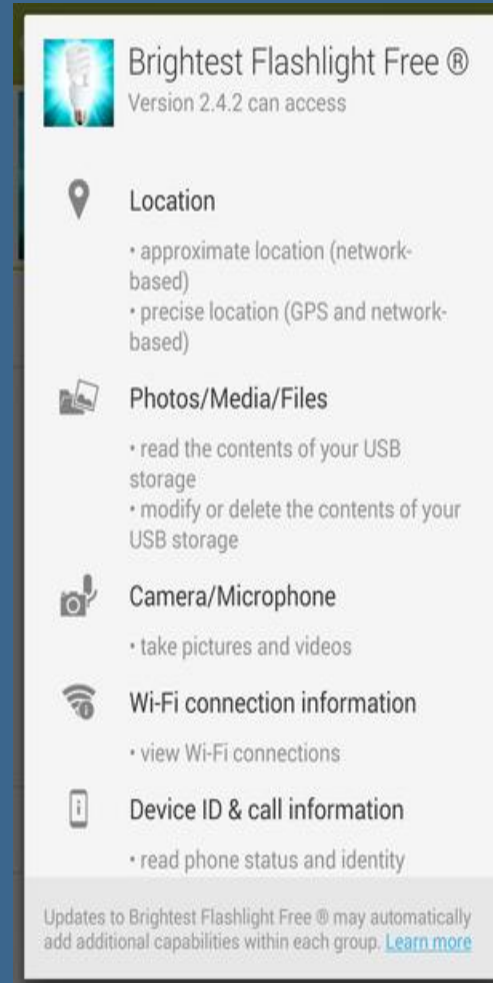 Brightest Flashlight Free ®
Version 2.4.2 can access
Location
• approximate location (network-
based)
• precise location (GPS and network-
based)
Photos/Media/Files
• read the contents of your USB
storage
• modify or delete the contents of your
USB storage
Camera/Microphone
• take pictures and videos
Wi-Fi connection information
• view Wi-Fi connections
Device ID & call information
• read phone status and identity
Updates to Brightest Flashlight Free ® may automatically
add additional capabilities within each group. Learn more